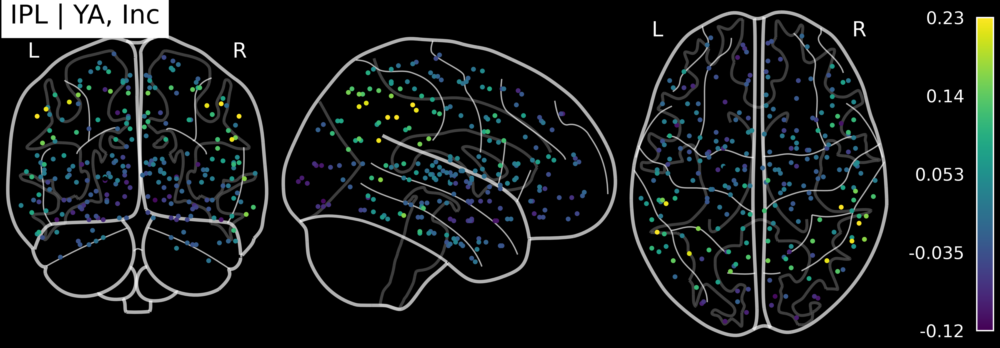 IPL | YA, Inc
L
R
L
R
0.23
0.14
0.053
-0.035
-0.12